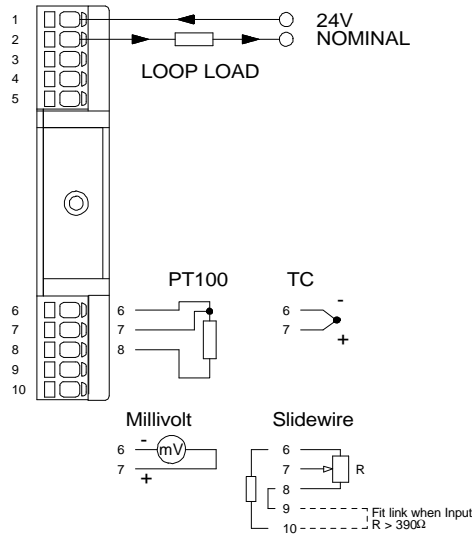 1
24V
2
NOMINAL
3
LOOP LOAD
4
5
PT100
TC
6
6
6
-
7
7
7
+
8
8
9
10
Millivolt
Slidewire
6
-
mV
6
7
+
7
R
8
9
Fit link when Input
10
R > 390Ω